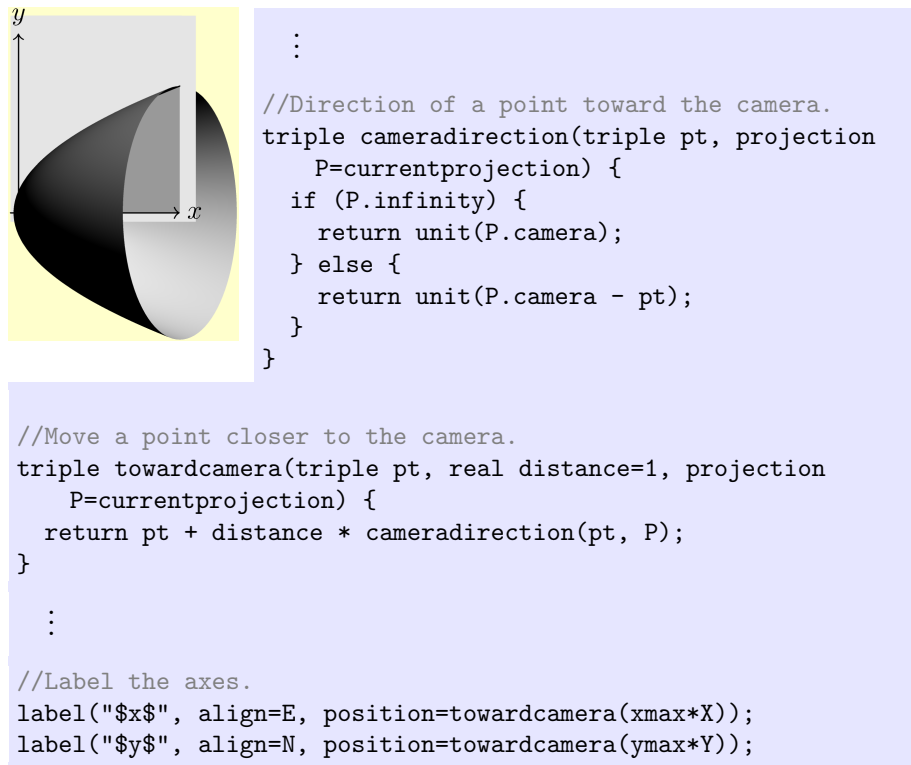 y
x
⋮
//Direction of a point toward the camera.
triple cameradirection(triple pt, projection
P=currentprojection) {
if (P.infinity) {
return unit(P.camera);
} else {
return unit(P.camera - pt);
}
}
//Move a point closer to the camera.
triple towardcamera(triple pt, real distance=1, projection
P=currentprojection) {
return pt + distance * cameradirection(pt, P);
}
⋮
//Label the axes.
label("$x$", align=E, position=towardcamera(xmax*X));
label("$y$", align=N, position=towardcamera(ymax*Y));